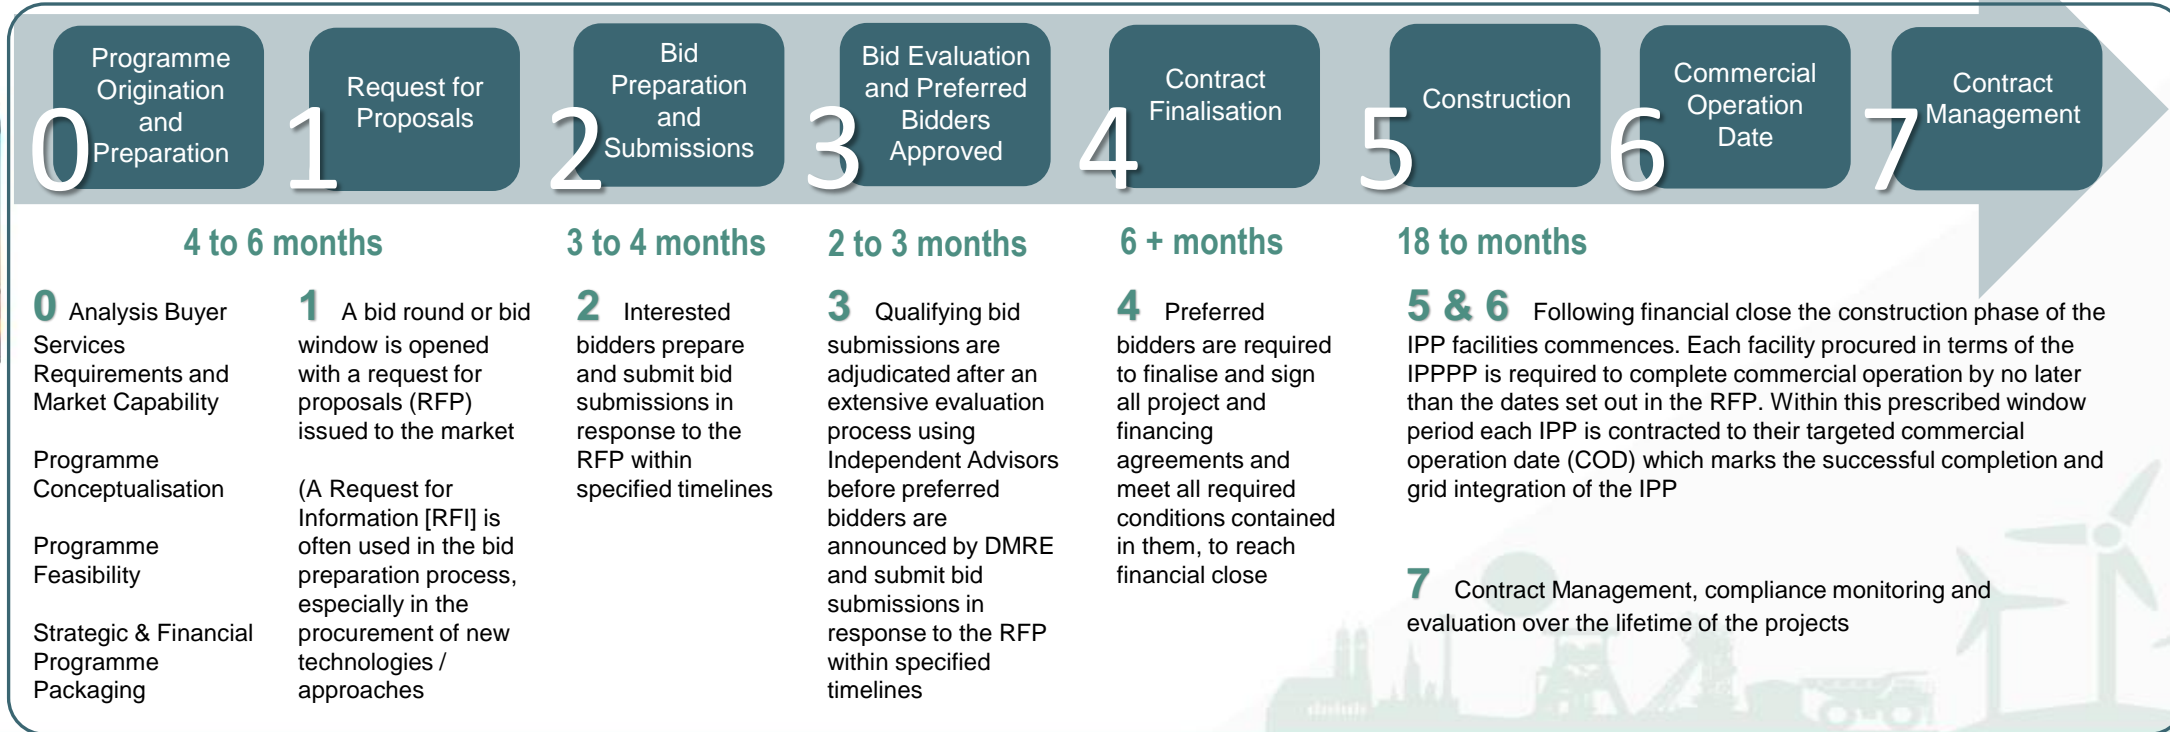 0
Programme
Origination
and
Preparation
1
Request for
Proposals
2
Bid
Preparation
and
Submissions
3
Bid Evaluation
and Preferred
Bidders
Approved
4
Contract
Finalisation
5
Construction
6
Commercial
Operation
Date
7
Contract
Management
4 to 6 months
3 to 4 months
2 to 3 months
6 + months
18 to months
0 Analysis Buyer
Services
Requirements and
Market Capability
Programme
Conceptualisation
Programme
Feasibility
Strategic & Financial
Programme
Packaging
1 A bid round or bid
window is opened
with a request for
proposals (RFP)
issued to the market
(A Request for
Information [RFI] is
often used in the bid
preparation process,
especially in the
procurement of new
technologies /
approaches
2 Interested
bidders prepare
and submit bid
submissions in
response to the
RFP within
specified timelines
3 Qualifying bid
submissions are
adjudicated after an
extensive evaluation
process using
Independent Advisors
before preferred
bidders are
announced by DMRE
and submit bid
submissions in
response to the RFP
within specified
timelines
4 Preferred
bidders are required
to finalise and sign
all project and
financing
agreements and
meet all required
conditions contained
in them, to reach
financial close
5 & 6 Following financial close the construction phase of the
IPP facilities commences. Each facility procured in terms of the
IPPPP is required to complete commercial operation by no later
than the dates set out in the RFP. Within this prescribed window
period each IPP is contracted to their targeted commercial
operation date (COD) which marks the successful completion and
grid integration of the IPP
7 Contract Management, compliance monitoring and
evaluation over the lifetime of the projects